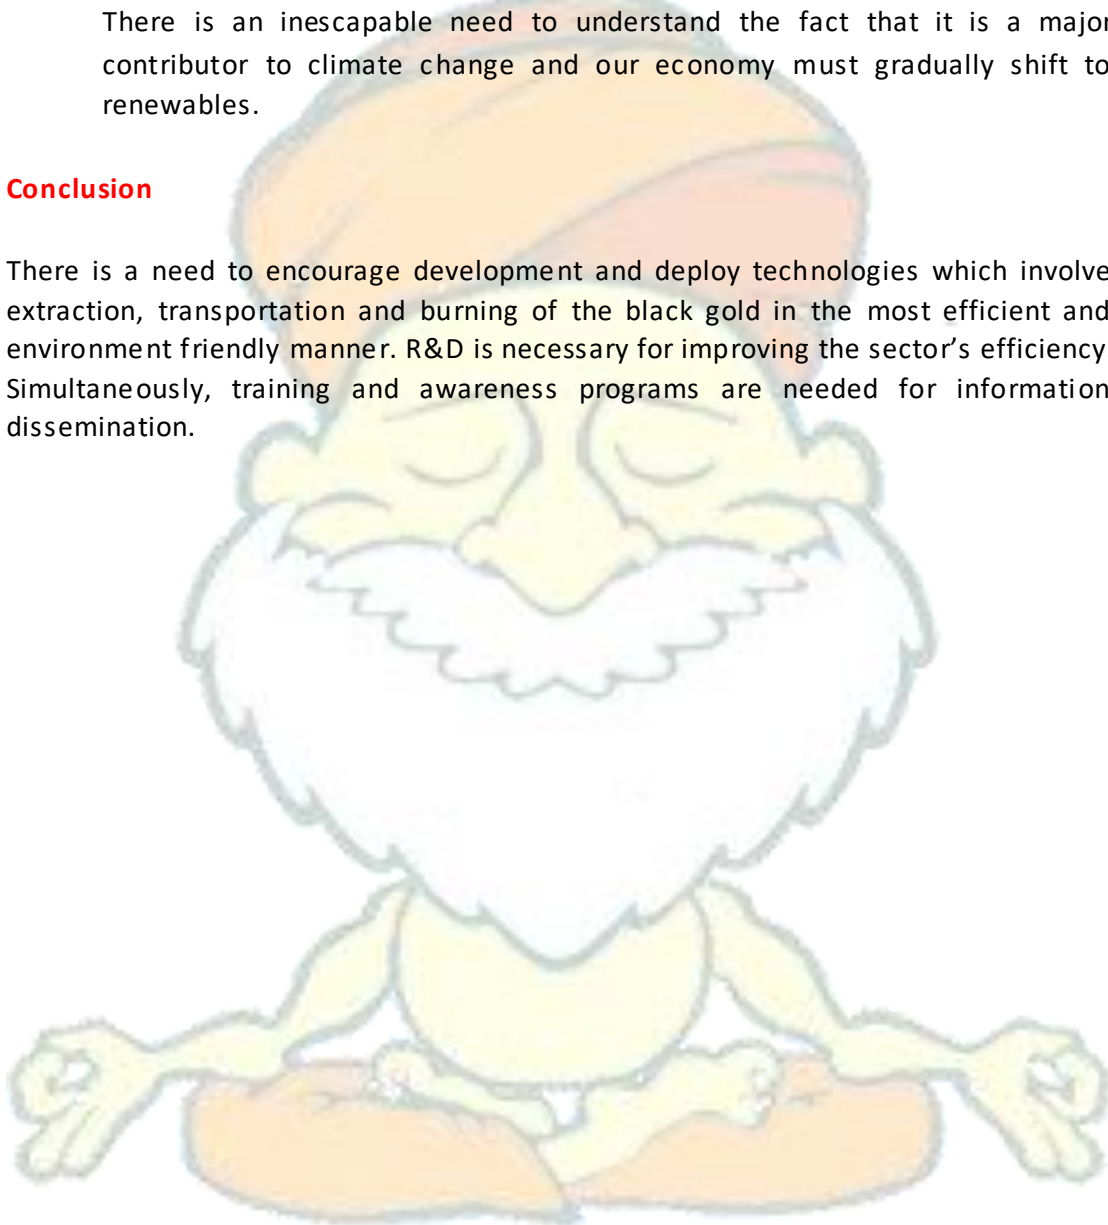 There is an inescapable need to understand the fact that it is a major
contributor to climate change and our economy must gradually shift to
renewables.
Conclusion
There is a need to encourage development and deploy technologies which involve
extraction, transportation and burning of the black gold in the most efficient and
environment friendly manner. R&D is necessary for improving the sector’s efficiency
Simultaneously, training and awareness programs are needed for information
dissemination.